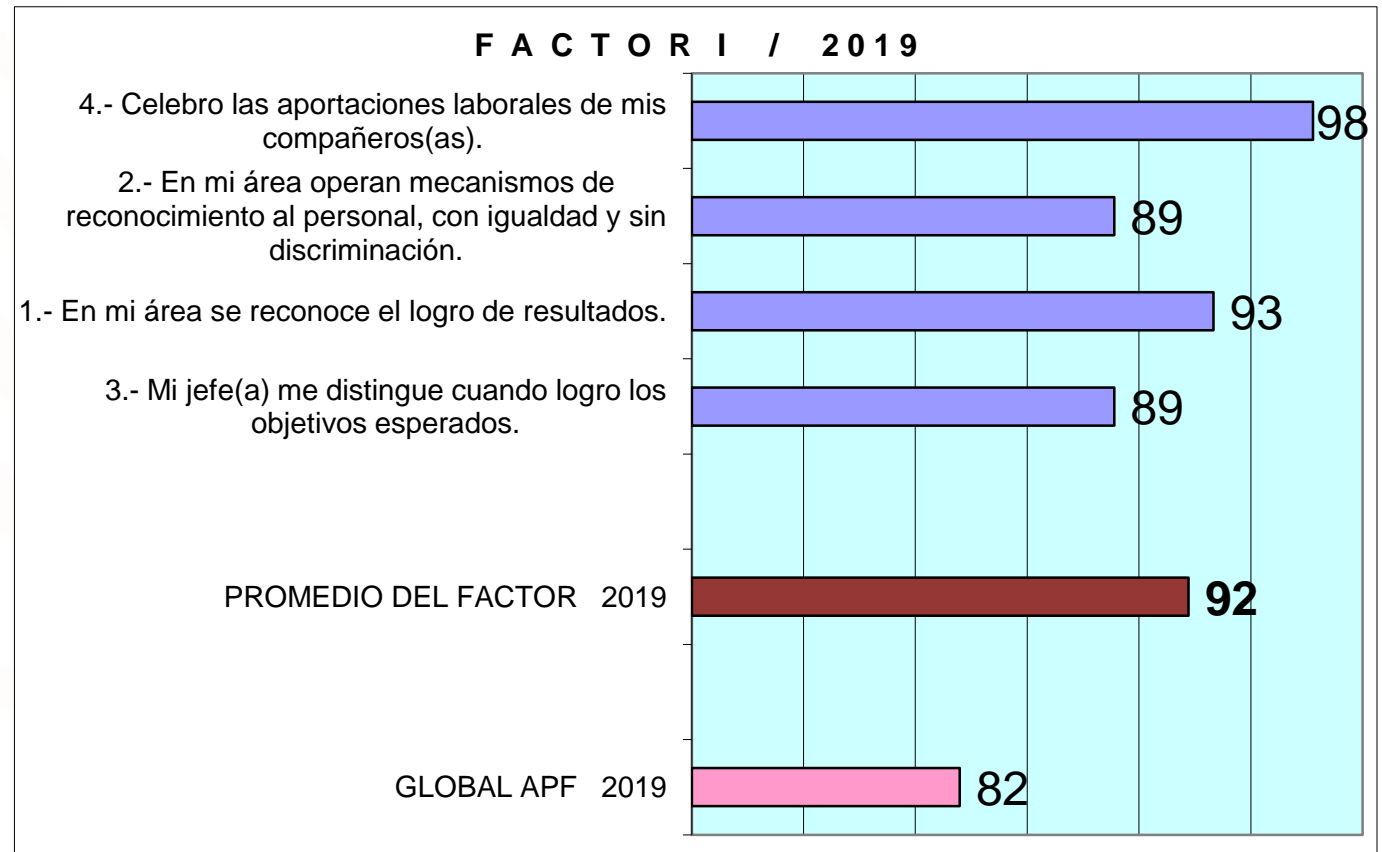 F A C T O R I / 2019
4.- Celebro las aportaciones laborales de mis
compañeros(as).
98
2.- En mi área operan mecanismos de
reconocimiento al personal, con igualdad y sin
discriminación.
89
1.- En mi área se reconoce el logro de resultados.
93
3.- Mi jefe(a) me distingue cuando logro los
objetivos esperados.
89
PROMEDIO DEL FACTOR 2019
92
GLOBAL APF 2019
82